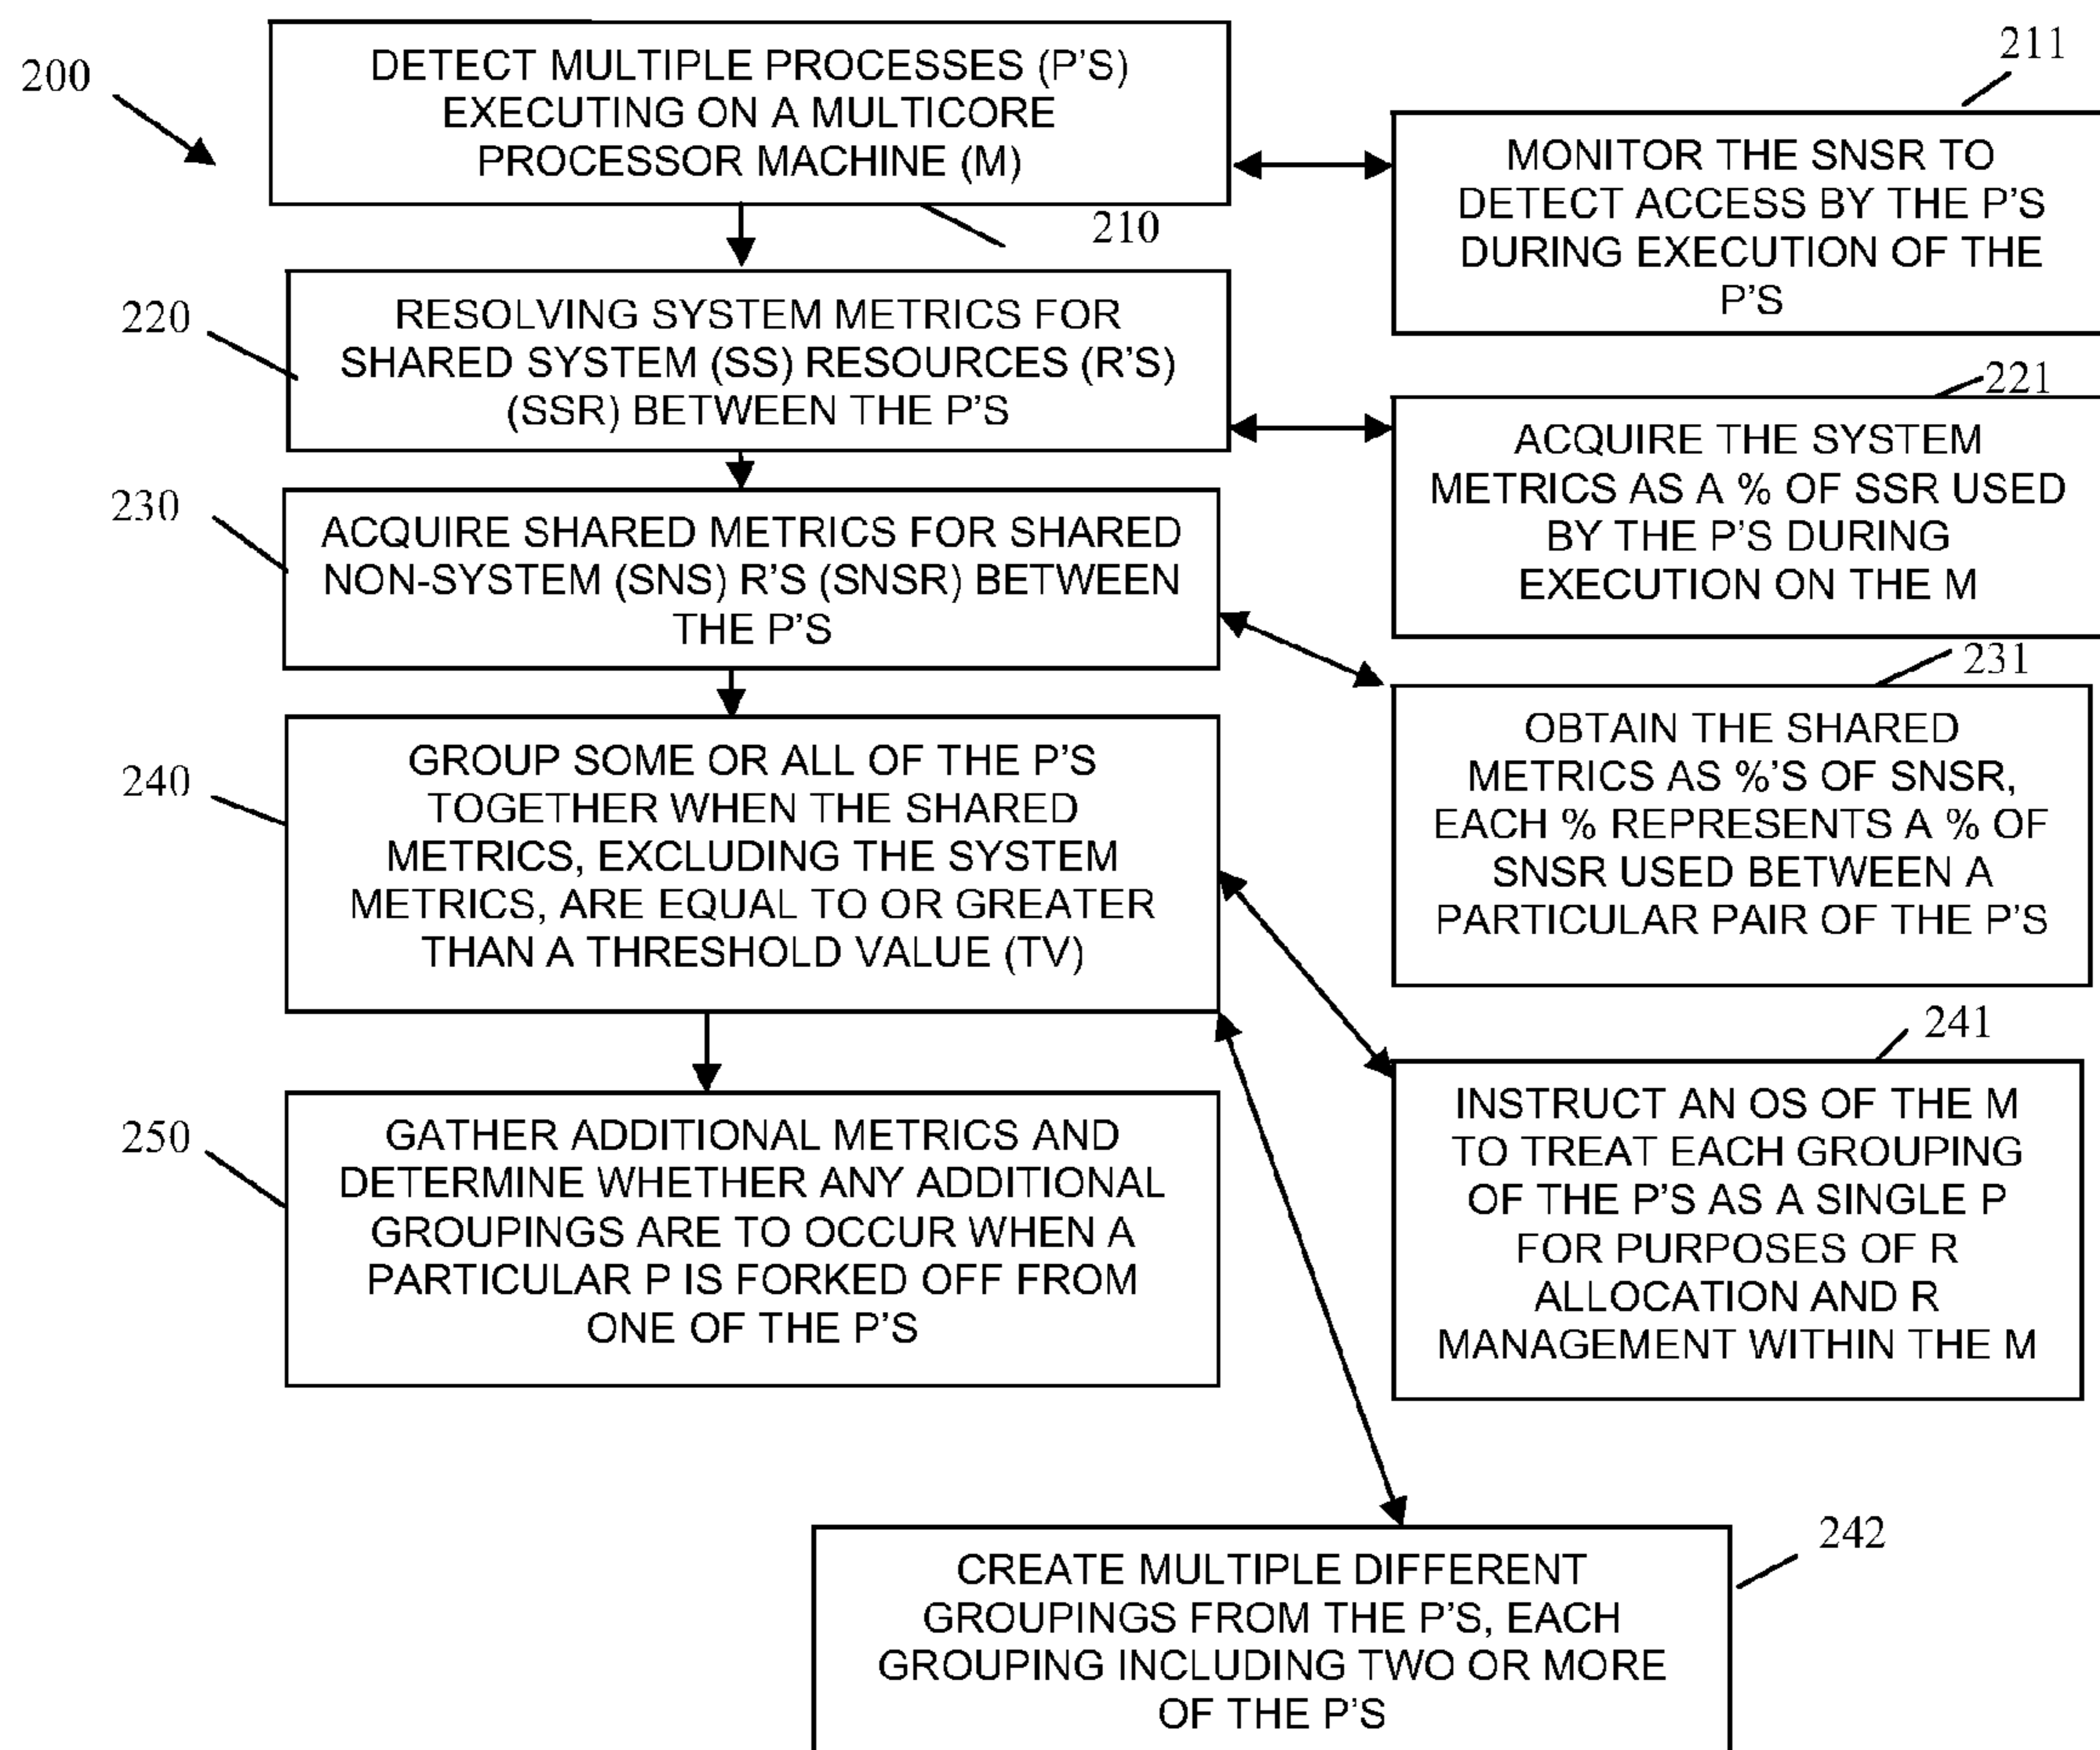 200
DETECT MULTIPLE PROCESSES (P'S)
EXECUTING ON A MULTICORE
PROCESSOR MACHINE (M)
210
211
MONITOR THE SNSR TO
DETECT ACCESS BY THE P'S
DURING EXECUTION OF THE
P'S
220
RESOLVING SYSTEM METRICS FOR
SHARED SYSTEM (SS) RESOURCES (R'S)
(SSR) BETWEEN THE P'S
221
ACQUIRE THE SYSTEM
METRICS AS A % OF SSR USED
BY THE P'S DURING
EXECUTION ON THE M
230
ACQUIRE SHARED METRICS FOR SHARED
NON-SYSTEM (SNS) R'S (SNSR) BETWEEN
THE P'S
231
OBTAIN THE SHARED
METRICS AS %'S OF SNSR,
EACH % REPRESENTS A % OF
SNSR USED BETWEEN A
PARTICULAR PAIR OF THE P'S
240
GROUP SOME OR ALL OF THE P'S
TOGETHER WHEN THE SHARED
METRICS, EXCLUDING THE SYSTEM
METRICS, ARE EQUAL TO OR GREATER
THAN A THRESHOLD VALUE (TV)
241
INSTRUCT AN OS OF THE M
TO TREAT EACH GROUPING
OF THE P'S AS A SINGLE P
FOR PURPOSES OF R
ALLOCATION AND R
MANAGEMENT WITHIN THE M
250
GATHER ADDITIONAL METRICS AND
DETERMINE WHETHER ANY ADDITIONAL
GROUPINGS ARE TO OCCUR WHEN A
PARTICULAR P IS FORKED OFF FROM
ONE OF THE P'S
242
CREATE MULTIPLE DIFFERENT
GROUPINGS FROM THE P'S, EACH
GROUPING INCLUDING TWO OR MORE
OF THE P'S